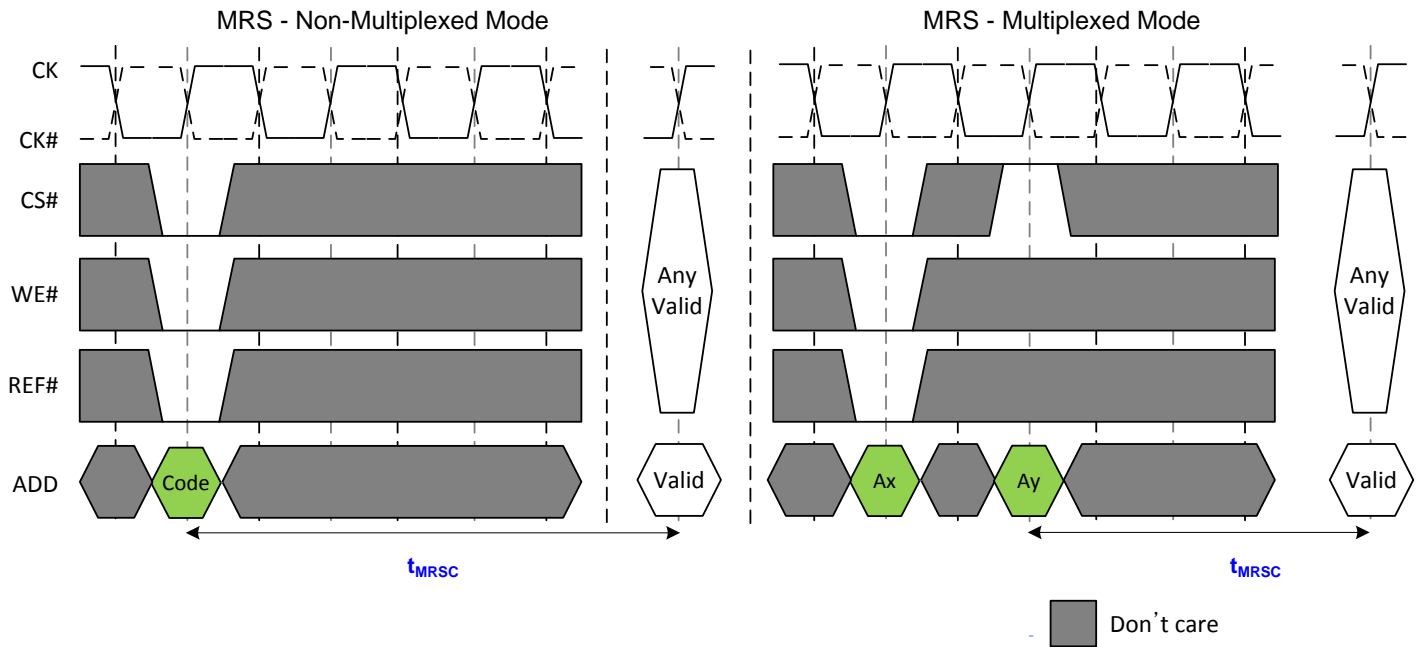 MRS - Non-Multiplexed Mode
MRS - Multiplexed Mode
CK
CK#
CS#
WE#
REF#
ADD
Any
Valid
Any
Valid
Code
Valid
Ax
Ay
Valid
tMRSC
tMRSC
Don't care